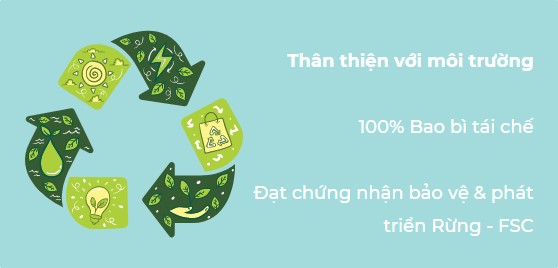 Thân thiện với môi trường
100% Bao bì tái chế
Đạt chứng nhận bảo vệ & phát
triển Rừng - FSC